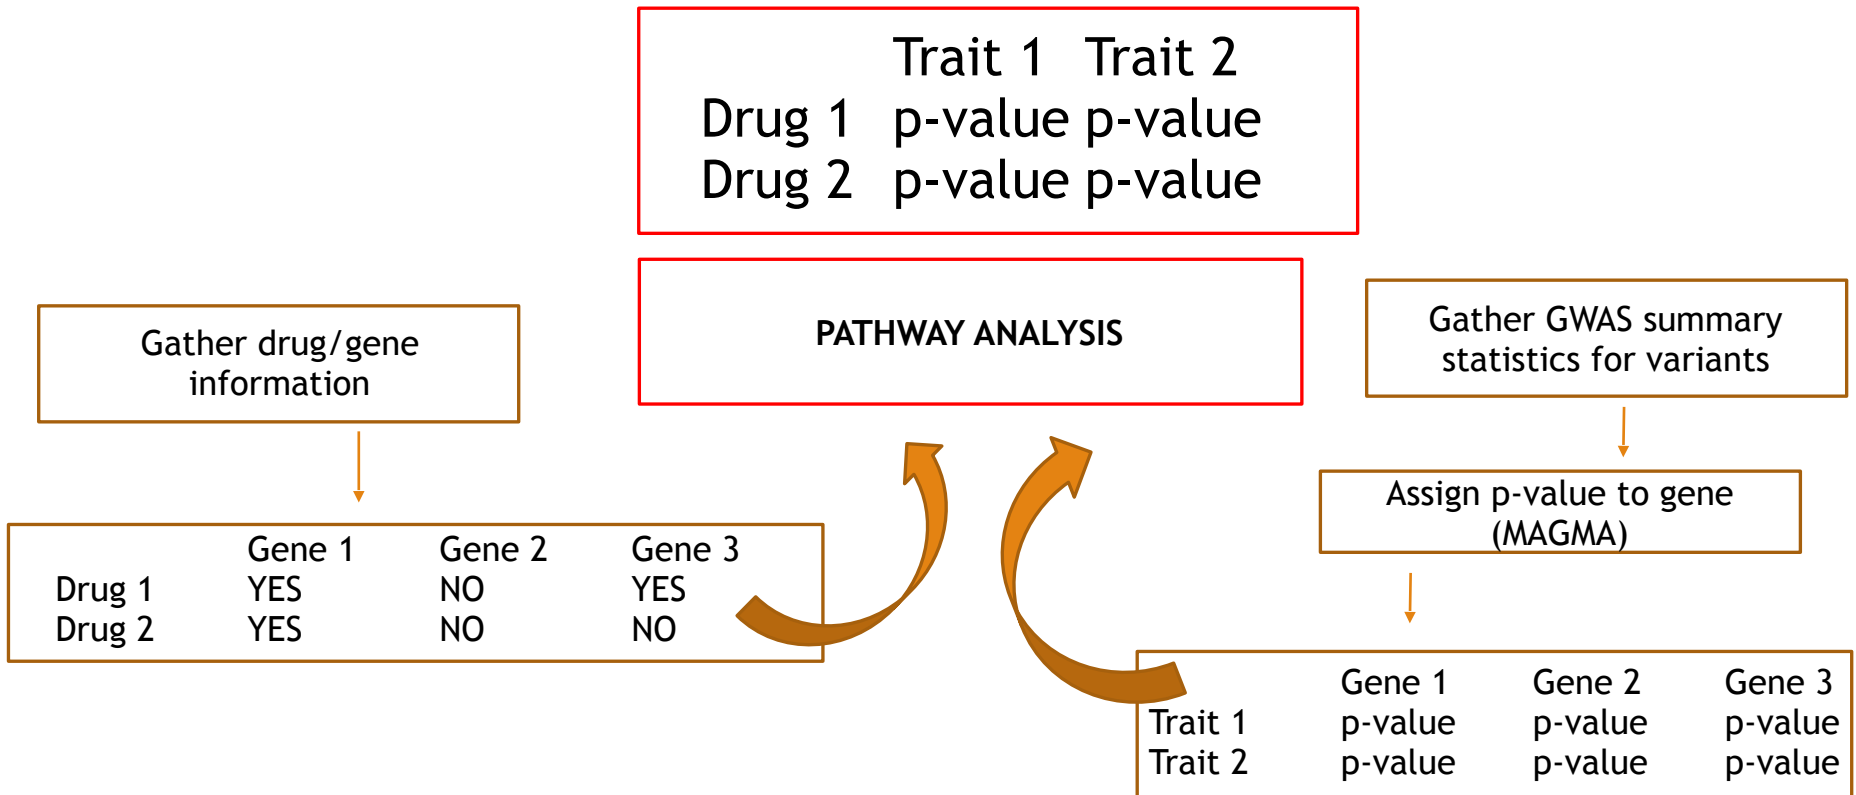 Trait 1 Trait 2
Drug 1 p-value p-value
Drug 2 p-value p-value
PATHWAY ANALYSIS
Gather drug/gene
information
Gene 1 Gene 2 Gene 3
Drug 1 YES NO YES
Drug 2 YES NO NO
Gather GWAS summary
statistics for variants
Assign p-value to gene
(MAGMA)
Gene 1 Gene 2 Gene 3
Trait 1 p-value p-value p-value
Trait 2 p-value p-value p-value